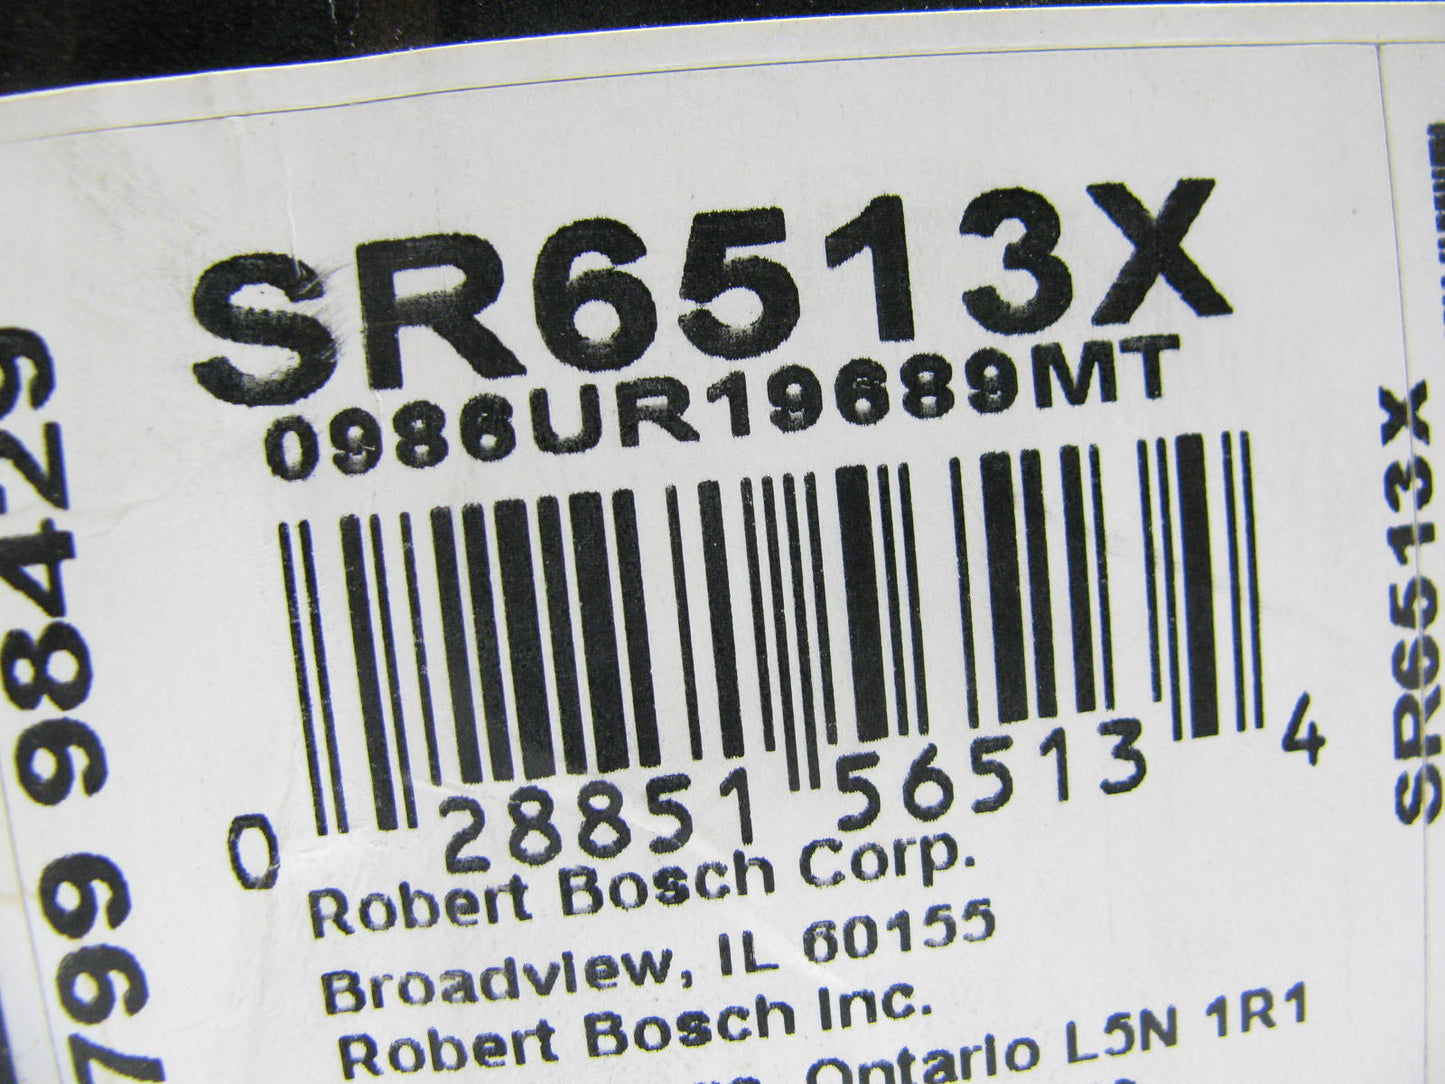 SR6513X
0986UR19689MT
0 28851 56513 4
Robert Bosch Corp.
Broadview, IL 60155
Robert Bosch Inc.
Ontario L5N 1R1
799 98429
SR6513X